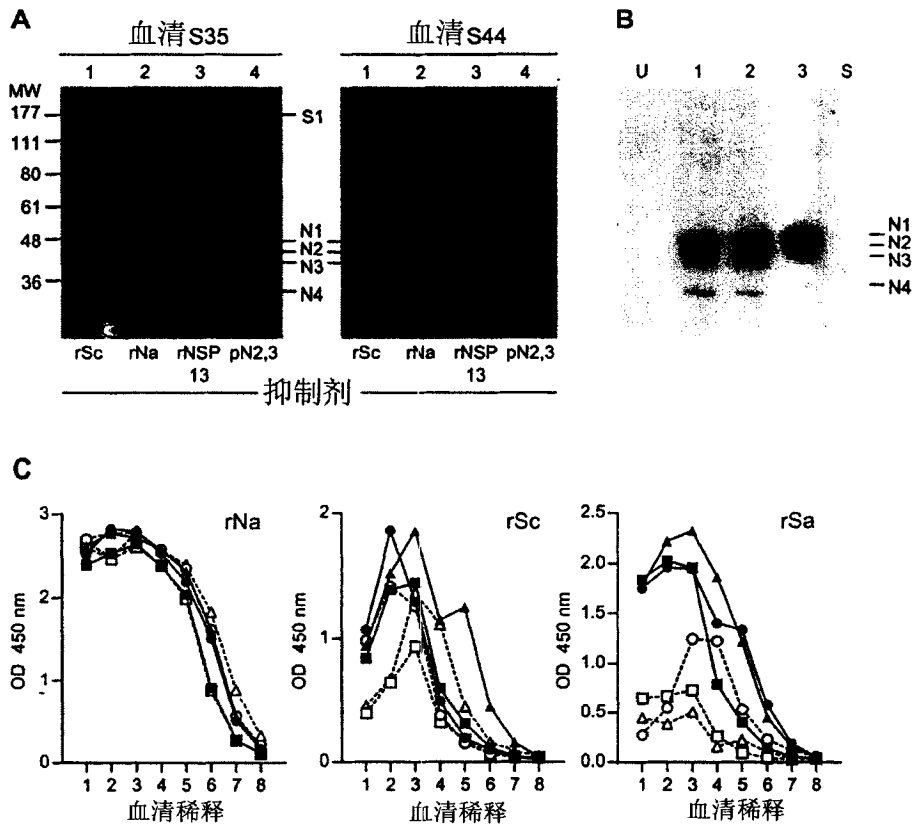 A
血清S35
血清S44
1 2 3 4
1 2 3 4
MW
177
111
80
61
48
36
S1
N1
N2
N3
N4
rSc rNa rNSP 13 pN2,3
rSc rNa rNSP 13 pN2,3
抑制剂
B
U 1 2 3 S
N1
N2
N3
N4
C
rNa
OD 450 nm
3
2
1
0
1 2 3 4 5 6 7 8
血清稀释
rSc
OD 450 nm
2
1
0
1 2 3 4 5 6 7 8
血清稀释
rSa
OD 450 nm
2.5
2.0
1.5
1.0
0.5
0.0
1 2 3 4 5 6 7 8
血清稀释